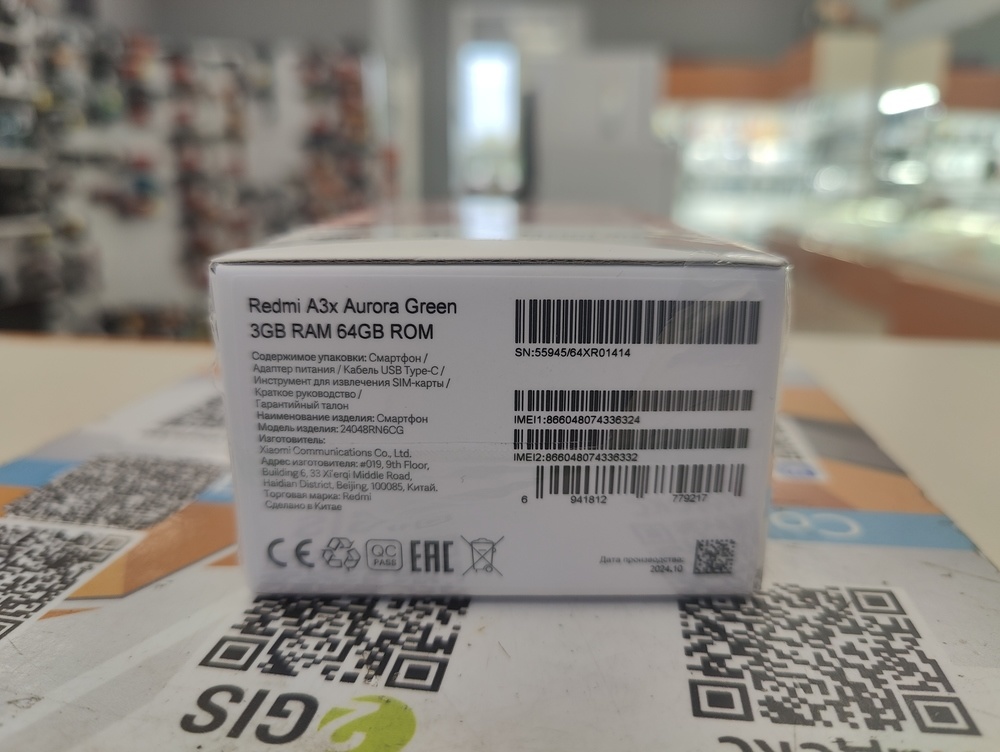 Redmi A3x Aurora Green
3GB RAM 64GB ROM
Содержимое упаковки: Смартфон /
Адаптер питания / Кабель USB Type-C /
Инструмент для извлечения SIM-карты /
Краткое руководство /
Гарантийный талон
Наименование изделия: Смартфон
Модель изделия: 24048RN6CG
Изготовитель:
Xiaomi Communications Co., Ltd.
Адрес изготовителя: #019, 9th Floor,
Building 6, 33 Xi'erqi Middle Road,
Haidian District, Beijing, 100085, Китай.
Торговая марка: Redmi
Сделано в Китае
CE
QC
PASS
EAC
SN:55945/64XR01414
IMEI1:866048074336324
IMEI2:866048074336332
6 941812 779217
Дата производства:
2024.10
2GIS